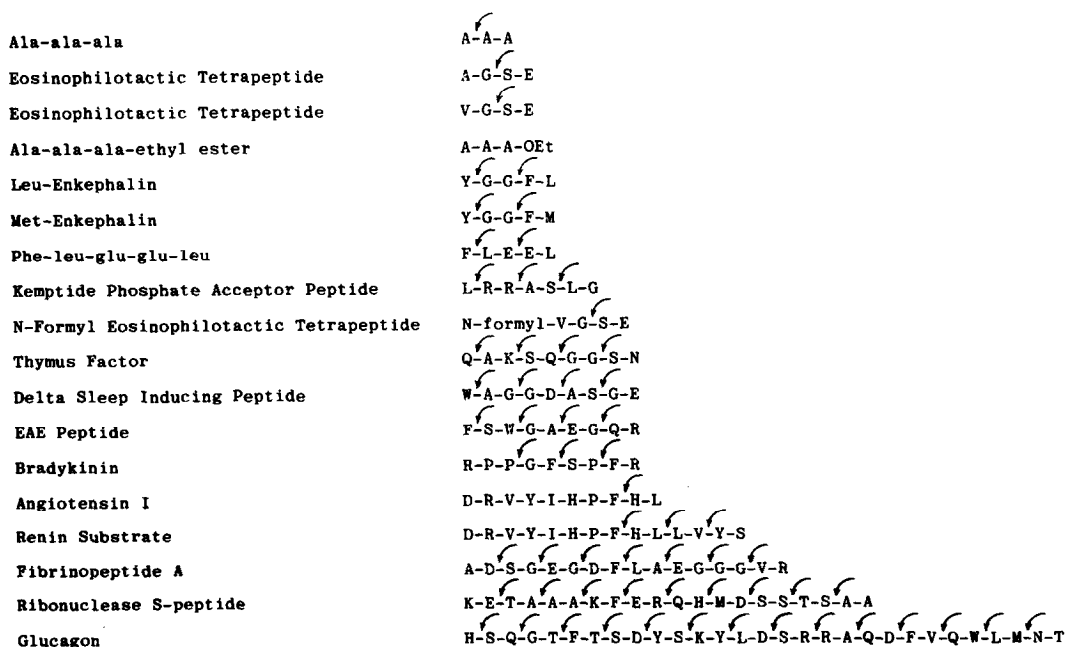 Ala-ala-ala A-A-A
Eosinophilotactic Tetrapeptide A-G-S-E
Eosinophilotactic Tetrapeptide V-G-S-E
Ala-ala-ala-ethyl ester A-A-A-OEt
Leu-Enkephalin Y-G-G-F-L
Met-Enkephalin Y-G-G-F-M
Phe-leu-glu-glu-leu F-L-E-E-L
Kemptide Phosphate Acceptor Peptide L-R-R-A-S-L-G
N-Formyl Eosinophilotactic Tetrapeptide N-formyl-V-G-S-E
Thymus Factor Q-A-K-S-Q-G-G-S-N
Delta Sleep Inducing Peptide W-A-G-G-D-A-S-G-E
EAE Peptide F-S-W-G-A-E-G-Q-R
Bradykinin R-P-P-G-F-S-P-F-R
Angiotensin I D-R-V-Y-I-H-P-F-H-L
Renin Substrate D-R-V-Y-I-H-P-F-H-L-L-V-Y-S
Fibrinopeptide A A-D-S-G-E-G-D-F-L-A-E-G-G-G-V-R
Ribonuclease S-peptide K-E-T-A-A-A-K-F-E-R-Q-H-M-D-S-S-T-S-A-A
Glucagon H-S-Q-G-T-F-T-S-D-Y-S-K-Y-L-D-S-R-R-A-Q-D-F-V-Q-W-L-M-N-T